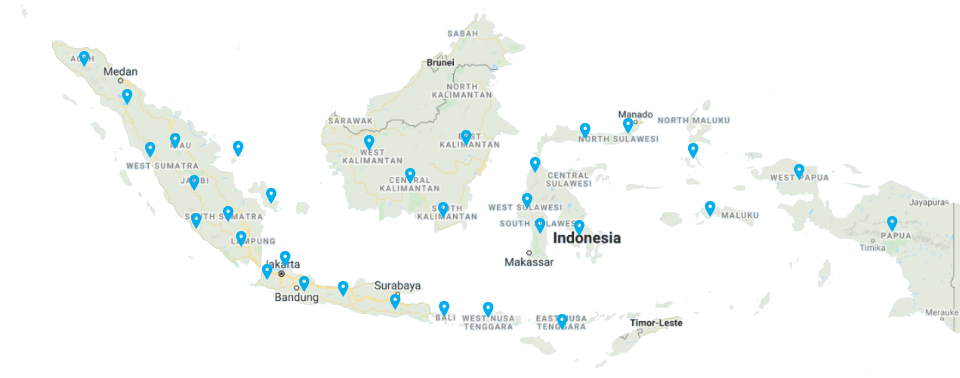 SABAH
Brunei
ACEH
Medan
NORTH
KALIMANTAN
SARAWAK
Manado
NORTH MALUKU
EAST
KALIMANTAN
NORTH SULAWESI
RIAU
WEST
KALIMANTAN
WEST SUMATRA
CENTRAL
SULAWESI
WEST PAPUA
JAMBI
CENTRAL
KALIMANTAN
Jayapura
WEST SULAWESI
SOUTH SUMATRA
SOUTH
KALIMANTAN
MALUKU
SOUTH SULAWESI
PAPUA
Indonesia
LAMPUNG
Timika
Makassar
Jakarta
Surabaya
Bandung
Merauke
BALI
WEST NUSA
TENGGARA
EAST NUSA
TENGGARA
Timor-Leste